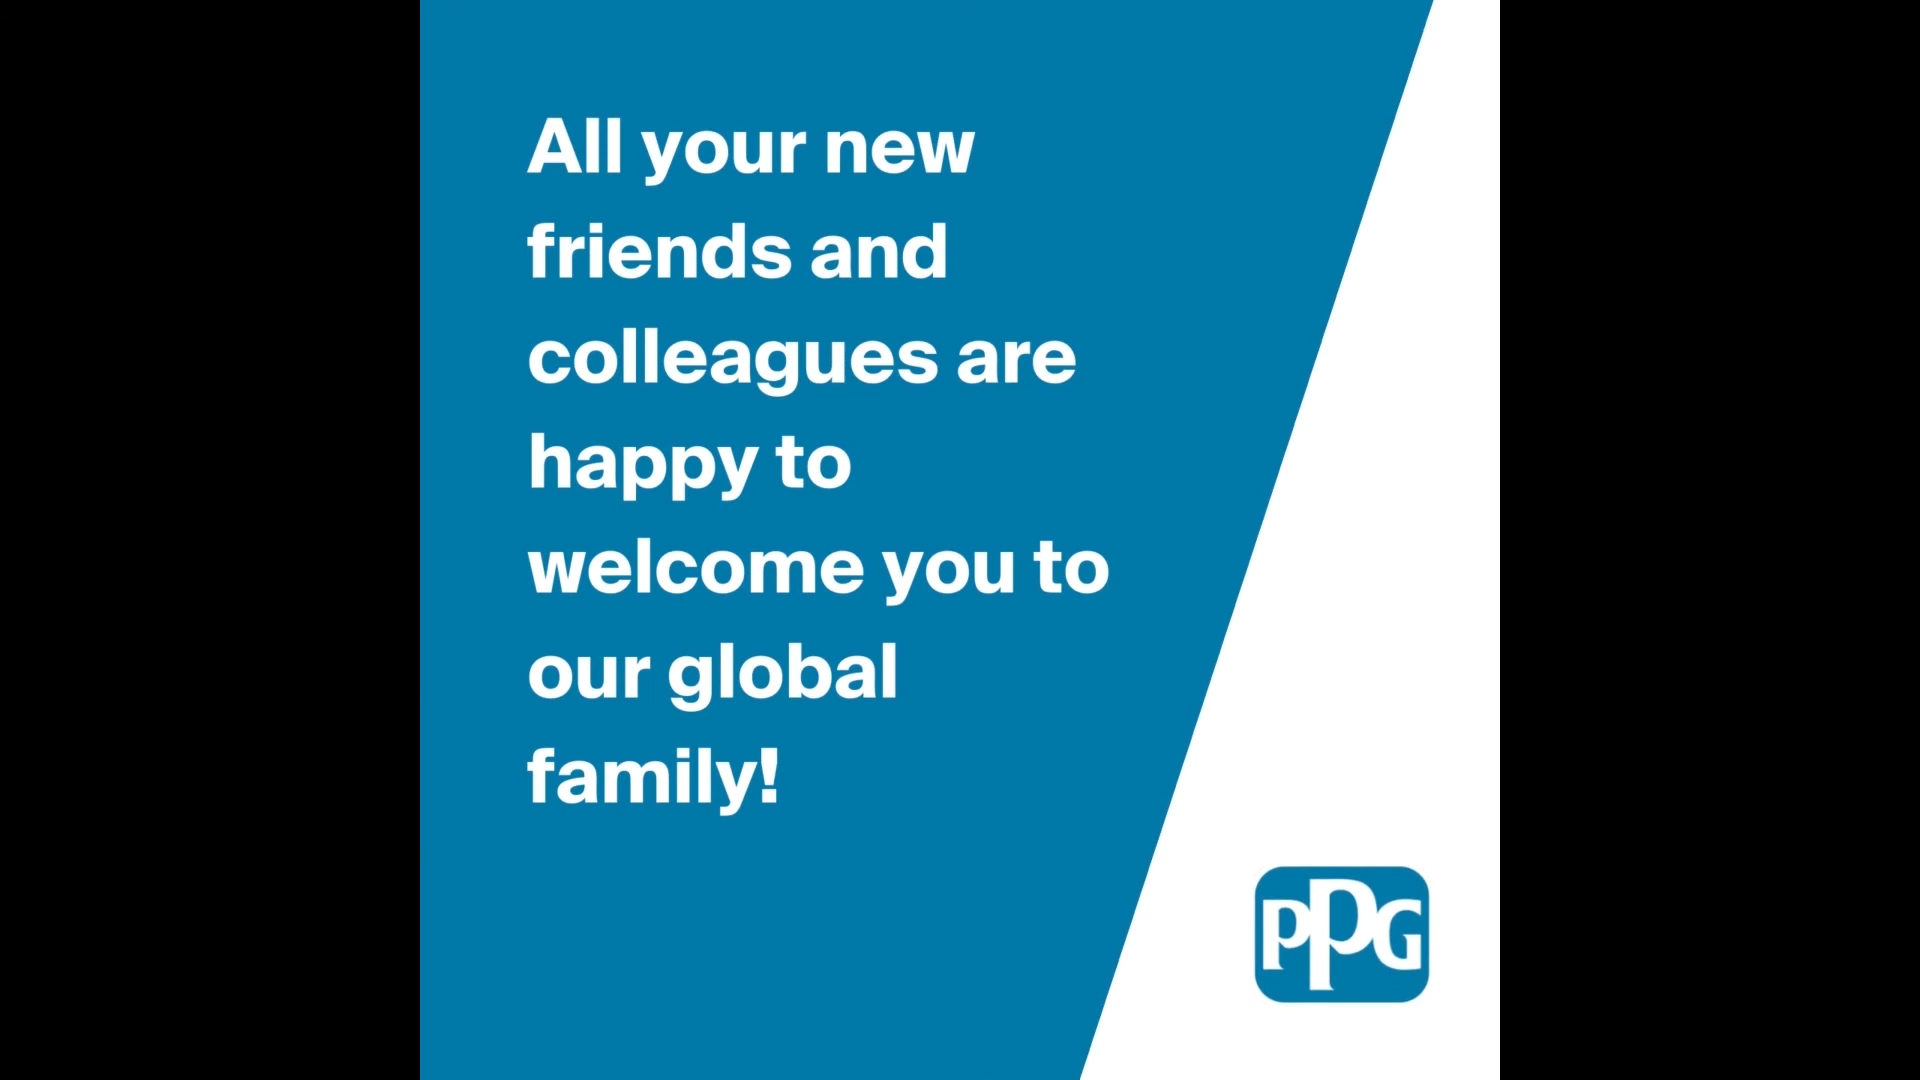 All your new
friends and
colleagues are
happy to
welcome you to
our global
family!
PPG